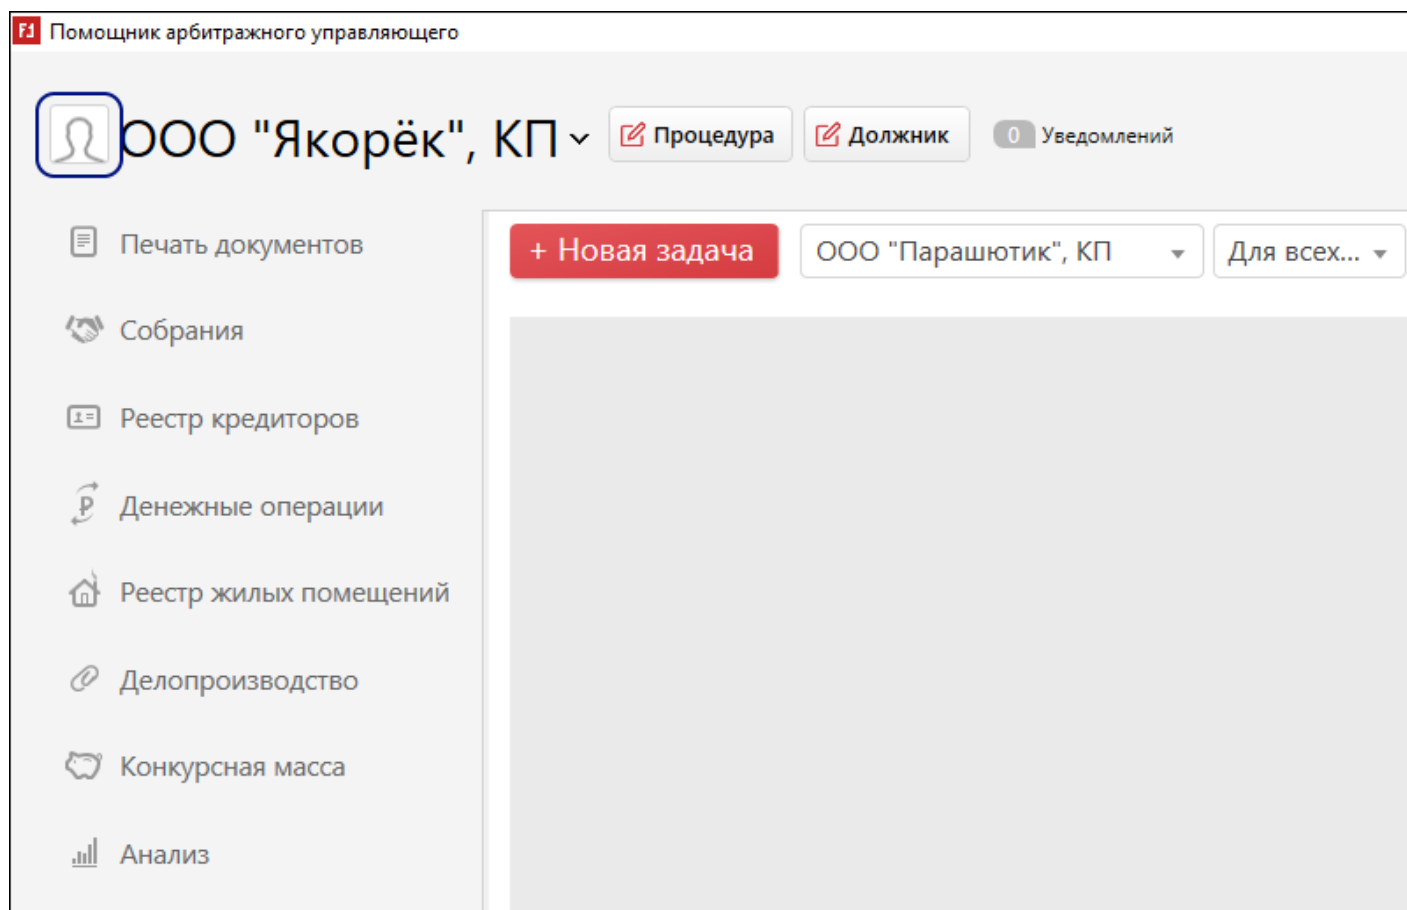 Помощник арбитражного управляющего
ООО "Якорёк", КП
Процедура
Должник
0 Уведомлений
Печать документов
+ Новая задача
ООО "Парашютик", КП
Для всех...
Собрания
Реестр кредиторов
Денежные операции
Реестр жилых помещений
Делопроизводство
Конкурсная масса
Анализ